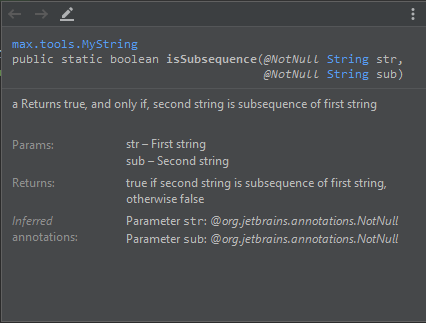 max.tools.MyString
public static boolean isSubsequence(@NotNull String str,
@NotNull String sub)
a Returns true, and only if, second string is subsequence of first string
Params:
str – First string
sub – Second string
Returns:
true if second string is subsequence of first string,
otherwise false
Inferred
annotations:
Parameter str: @org.jetbrains.annotations.NotNull
Parameter sub: @org.jetbrains.annotations.NotNull